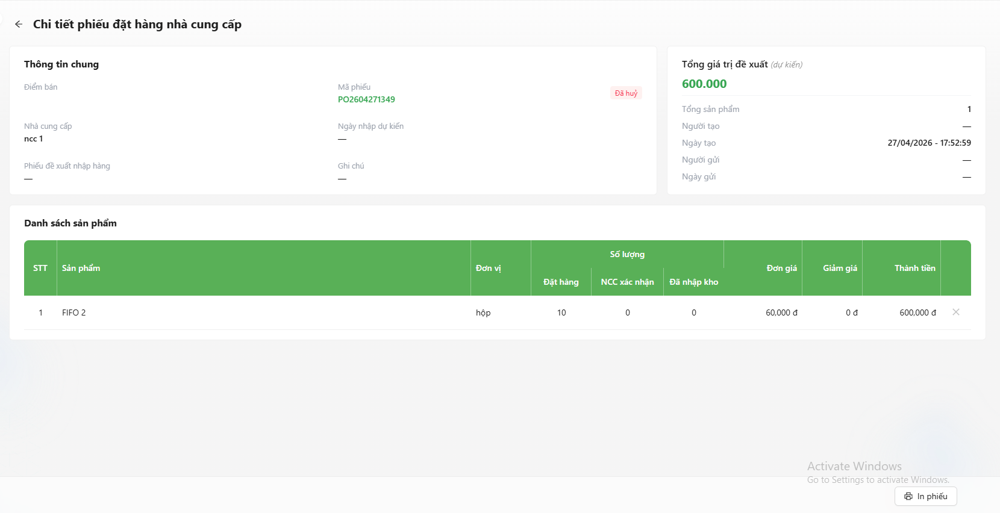 Chi tiết phiếu đặt hàng nhà cung cấp
Thông tin chung
Điểm bán
Mã phiếu
PO2604271349
Đã huỷ
Nhà cung cấp
ncc 1
Ngày nhập dự kiến
—
Phiếu đề xuất nhập hàng
—
Ghi chú
—
Tổng giá trị đề xuất (dự kiến)
600.000
Tổng sản phẩm 1
Người tạo —
Ngày tạo 27/04/2026 - 17:52:59
Người gửi —
Ngày gửi —
Danh sách sản phẩm
STT Sản phẩm Đơn vị Số lượng Đơn giá Giảm giá Thành tiền
Đặt hàng NCC xác nhận Đã nhập kho
1 FIFO 2 hộp 10 0 0 60,000 đ 0 đ 600,000 đ
Activate Windows
Go to Settings to activate Windows.
In phiếu